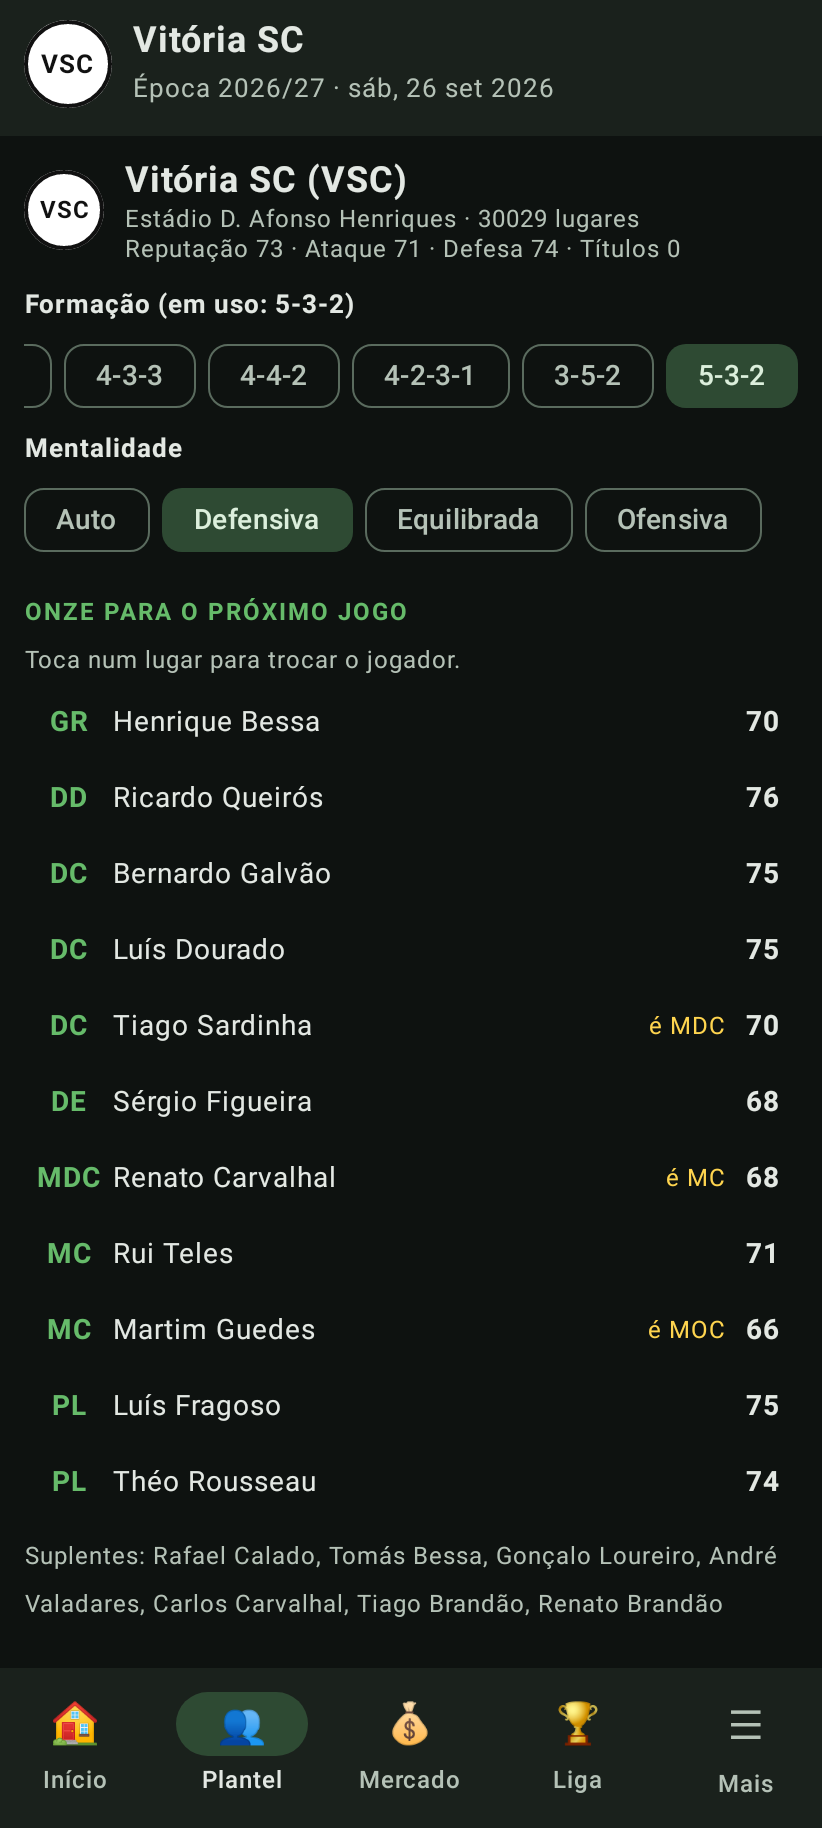 VSC
Vitória SC
Época 2026/27 · sáb, 26 set 2026
VSC
Vitória SC (VSC)
Estádio D. Afonso Henriques · 30029 lugares
Reputação 73 · Ataque 71 · Defesa 74 · Títulos 0
Formação (em uso: 5-3-2)
4-3-3 4-4-2 4-2-3-1 3-5-2 5-3-2
Mentalidade
Auto Defensiva Equilibrada Ofensiva
ONZE PARA O PRÓXIMO JOGO
Toca num lugar para trocar o jogador.
GR Henrique Bessa 70
DD Ricardo Queirós 76
DC Bernardo Galvão 75
DC Luís Dourado 75
DC Tiago Sardinha é MDC 70
DE Sérgio Figueira 68
MDC Renato Carvalhal é MC 68
MC Rui Teles 71
MC Martim Guedes é MOC 66
PL Luís Fragoso 75
PL Théo Rousseau 74
Suplentes: Rafael Calado, Tomás Bessa, Gonçalo Loureiro, André
Valadares, Carlos Carvalhal, Tiago Brandão, Renato Brandão
Início Plantel Mercado Liga Mais